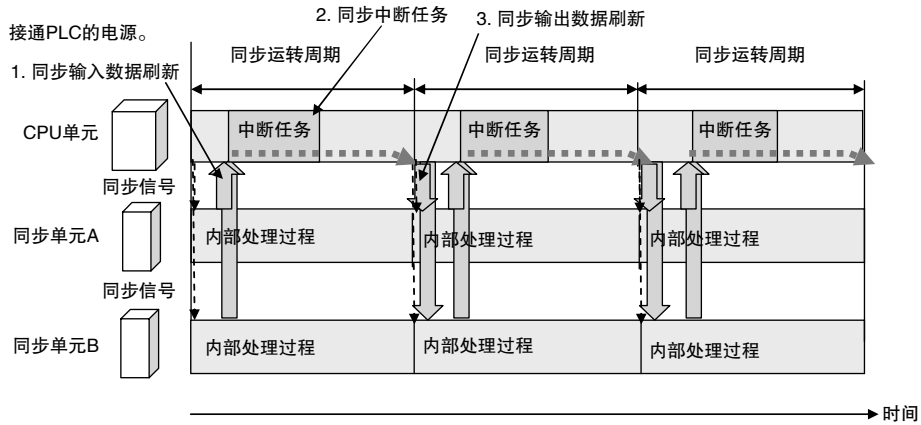 2. 同步中断任务
3. 同步输出数据刷新
接通PLC的电源。
同步运转周期
同步运转周期
同步运转周期
1. 同步输入数据刷新
CPU单元
中断任务
中断任务
中断任务
同步信号
同步单元A
内部处理过程
内部处理过程
内部处理过程
同步信号
同步单元B
内部处理过程
内部处理过程
内部处理过程
时间